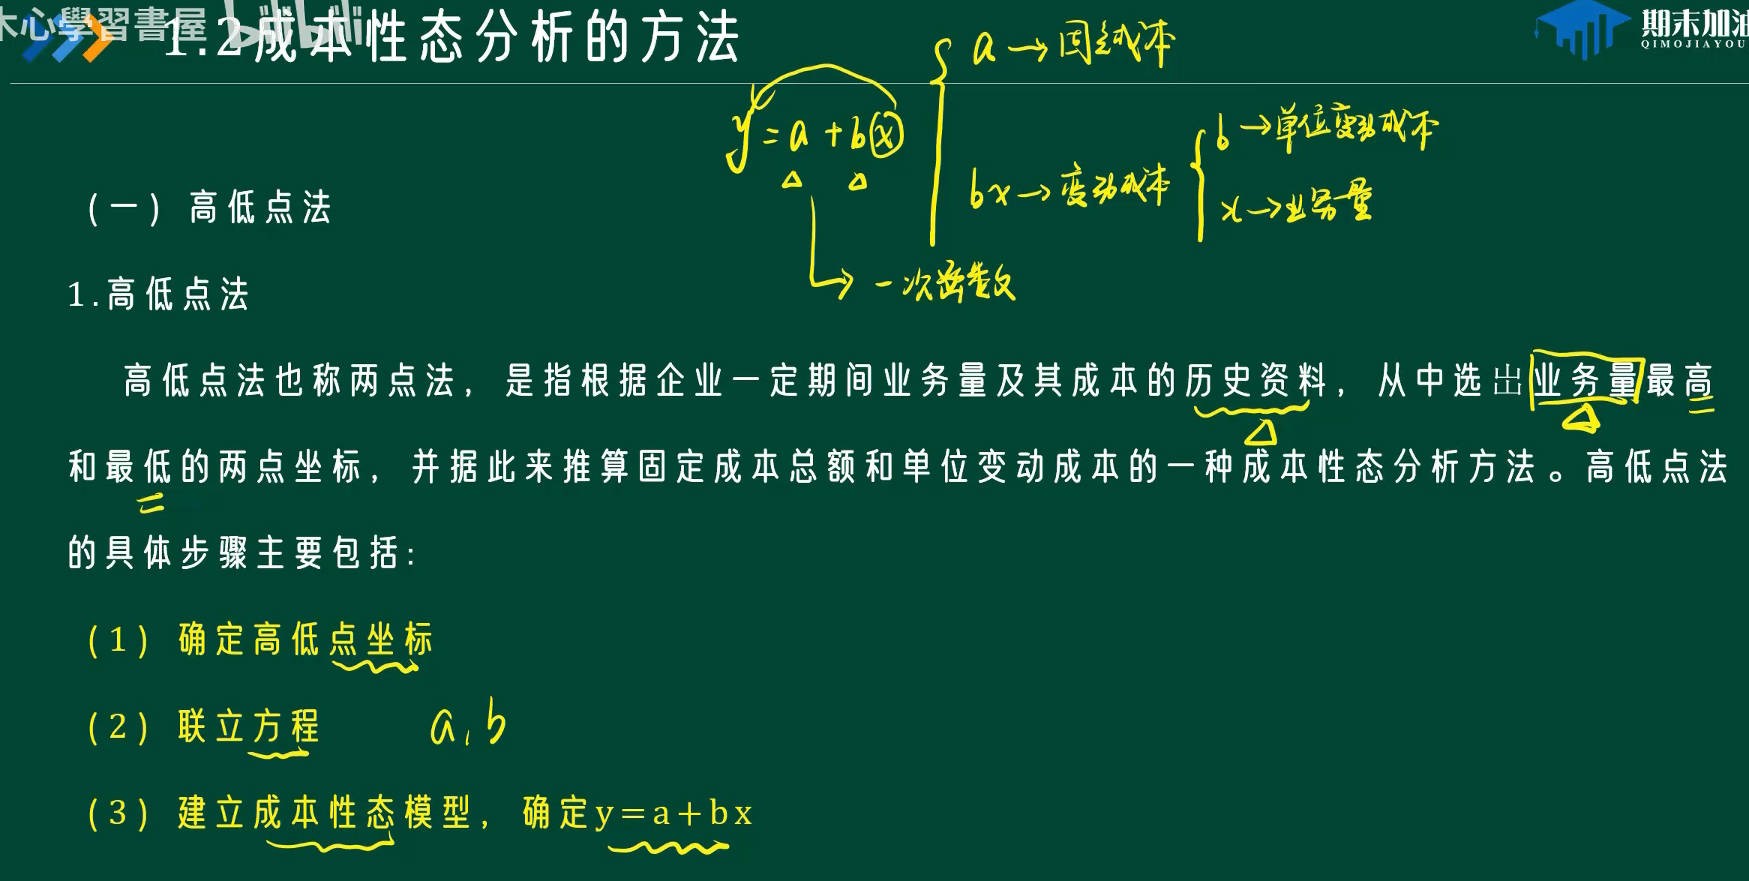 木心學習書屋
bilibili
1.2成本性态分析的方法
期末加油
QIMOJIAYOU
y=a+bx
a→固定成本
bx→变动成本
b→单位变动成本
x→业务量
→一次函数
(一) 高低点法
1.高低点法
高低点法也称两点法，是指根据企业一定期间业务量及其成本的历史资料，从中选出业务量最高
和最低的两点坐标，并据此来推算固定成本总额和单位变动成本的一种成本性态分析方法。高低点法
的具体步骤主要包括:
(1) 确定高低点坐标
(2) 联立方程 a、b
(3) 建立成本性态模型，确定y=a+bx